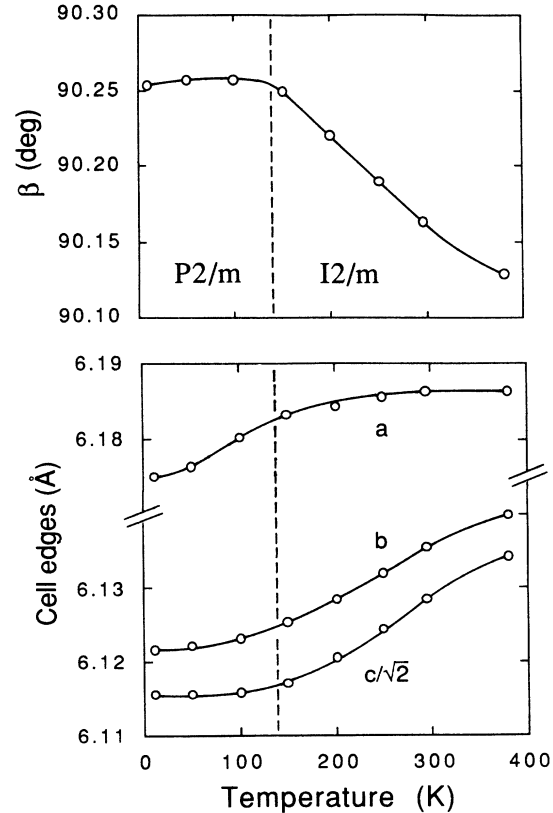 90.30
90.25
90.20
90.15
90.10
β (deg)
P2/m
I2/m
6.19
6.18
6.13
6.12
6.11
Cell edges (Å)
a
b
c/√2
0
100
200
300
400
Temperature (K)